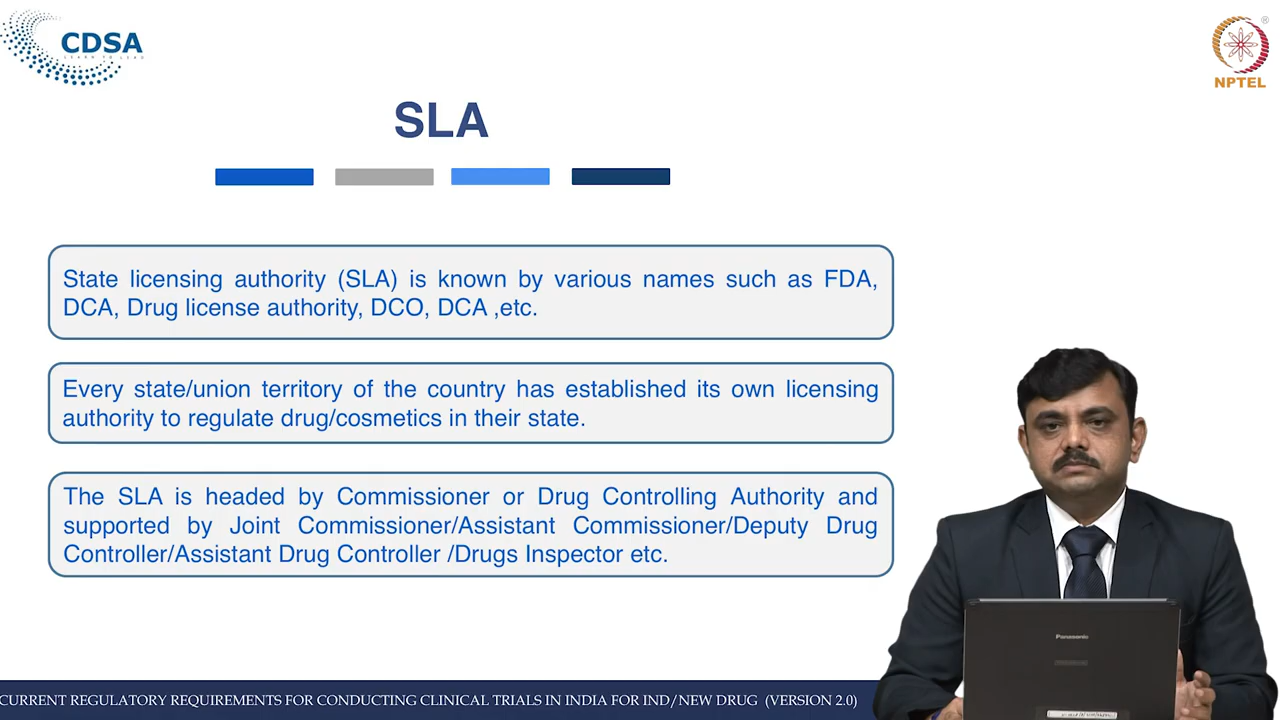 CDSA
LEARN TO LEAD
®
NPTEL
SLA
State licensing authority (SLA) is known by various names such as FDA,
DCA, Drug license authority, DCO, DCA ,etc.
Every state/union territory of the country has established its own licensing
authority to regulate drug/cosmetics in their state.
The SLA is headed by Commissioner or Drug Controlling Authority and
supported by Joint Commissioner/Assistant Commissioner/Deputy Drug
Controller/Assistant Drug Controller /Drugs Inspector etc.
Panasonic
CURRENT REGULATORY REQUIREMENTS FOR CONDUCTING CLINICAL TRIALS IN INDIA FOR IND/NEW DRUG (VERSION 2.0)